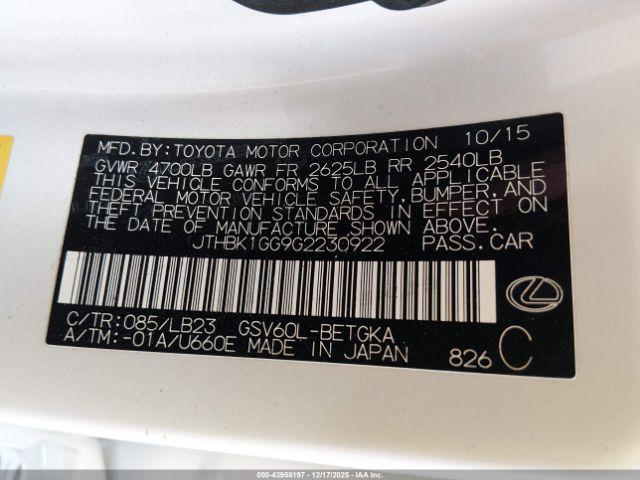 MFD.BY:TOYOTA MOTOR CORPORATION 10/15
GVWR 4700LB GAWR FR 2625LB RR 2540LB
THIS VEHICLE CONFORMS TO ALL APPLICABLE
FEDERAL MOTOR VEHICLE SAFETY,BUMPER,AND
THEFT PREVENTION STANDARDS IN EFFECT ON
THE DATE OF MANUFACTURE SHOWN ABOVE.
JTHBK1GG9G2230922 PASS.CAR
C/TR:085/LB23 GSV60L-BETGKA
A/TM:-01A/U660E MADE IN JAPAN 826 C
000-43958197 12/17/2025 IAAI.COM